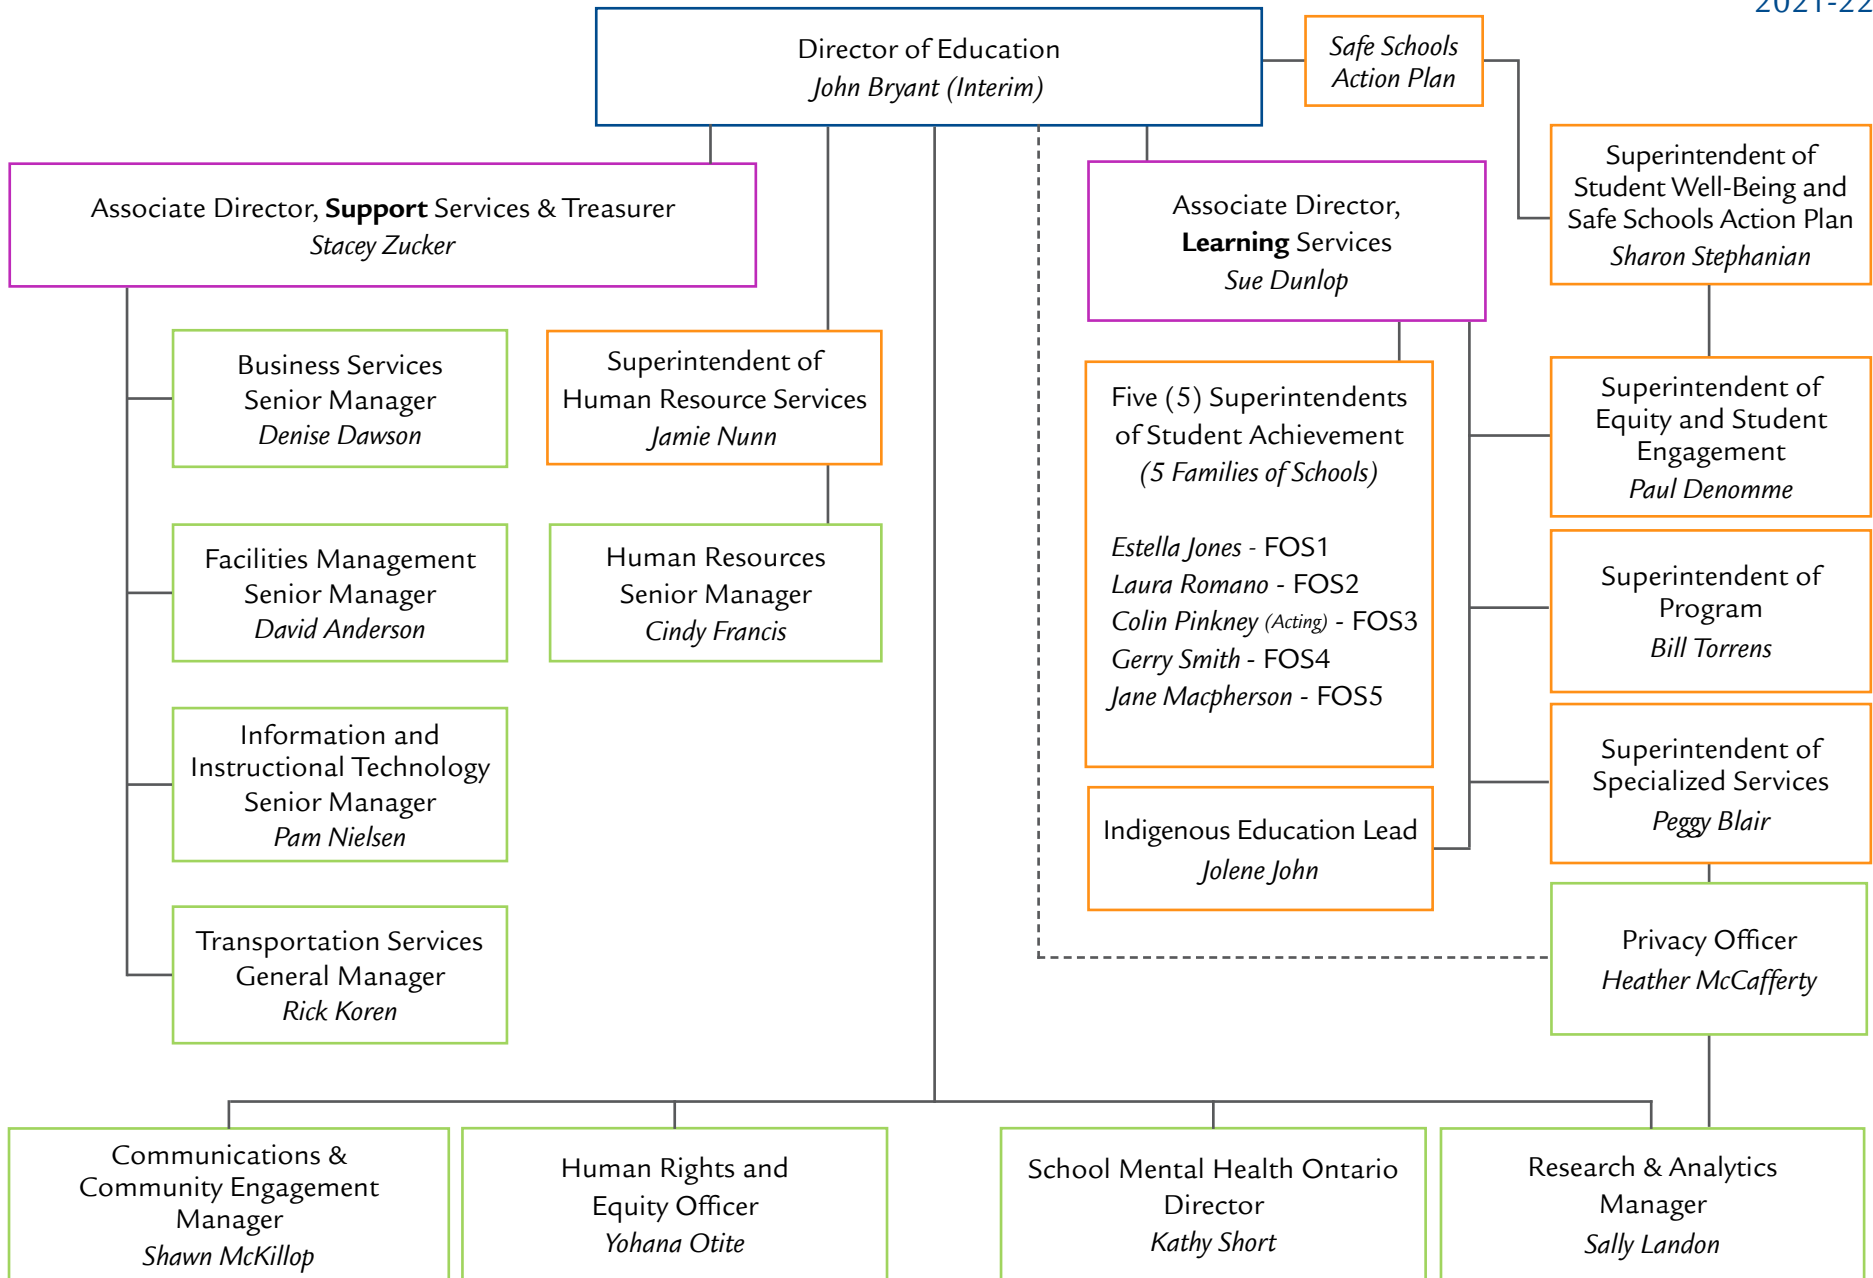 2021-22
Director of Education
John Bryant (Interim)
Safe Schools
Action Plan
Associate Director, Support Services & Treasurer
Stacey Zucker
Associate Director,
Learning Services
Sue Dunlop
Superintendent of
Student Well-Being and
Safe Schools Action Plan
Sharon Stephanian
Business Services
Senior Manager
Denise Dawson
Superintendent of
Human Resource Services
Jamie Nunn
Five (5) Superintendents
of Student Achievement
(5 Families of Schools)
Estella Jones - FOS1
Laura Romano - FOS2
Colin Pinkney (Acting) - FOS3
Gerry Smith - FOS4
Jane Macpherson - FOS5
Superintendent of
Equity and Student
Engagement
Paul Denomme
Facilities Management
Senior Manager
David Anderson
Human Resources
Senior Manager
Cindy Francis
Superintendent of
Program
Bill Torrens
Information and
Instructional Technology
Senior Manager
Pam Nielsen
Superintendent of
Specialized Services
Peggy Blair
Indigenous Education Lead
Jolene John
Transportation Services
General Manager
Rick Koren
Privacy Officer
Heather McCafferty
Communications &
Community Engagement
Manager
Shawn McKillop
Human Rights and
Equity Officer
Yohana Otite
School Mental Health Ontario
Director
Kathy Short
Research & Analytics
Manager
Sally Landon